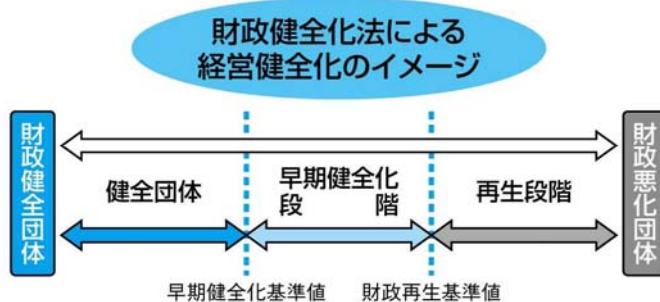 財政健全化法による
経営健全化のイメージ
財政健全団体
健全団体
早期健全化
段階
再生段階
財政悪化団体
早期健全化基準値
財政再生基準値